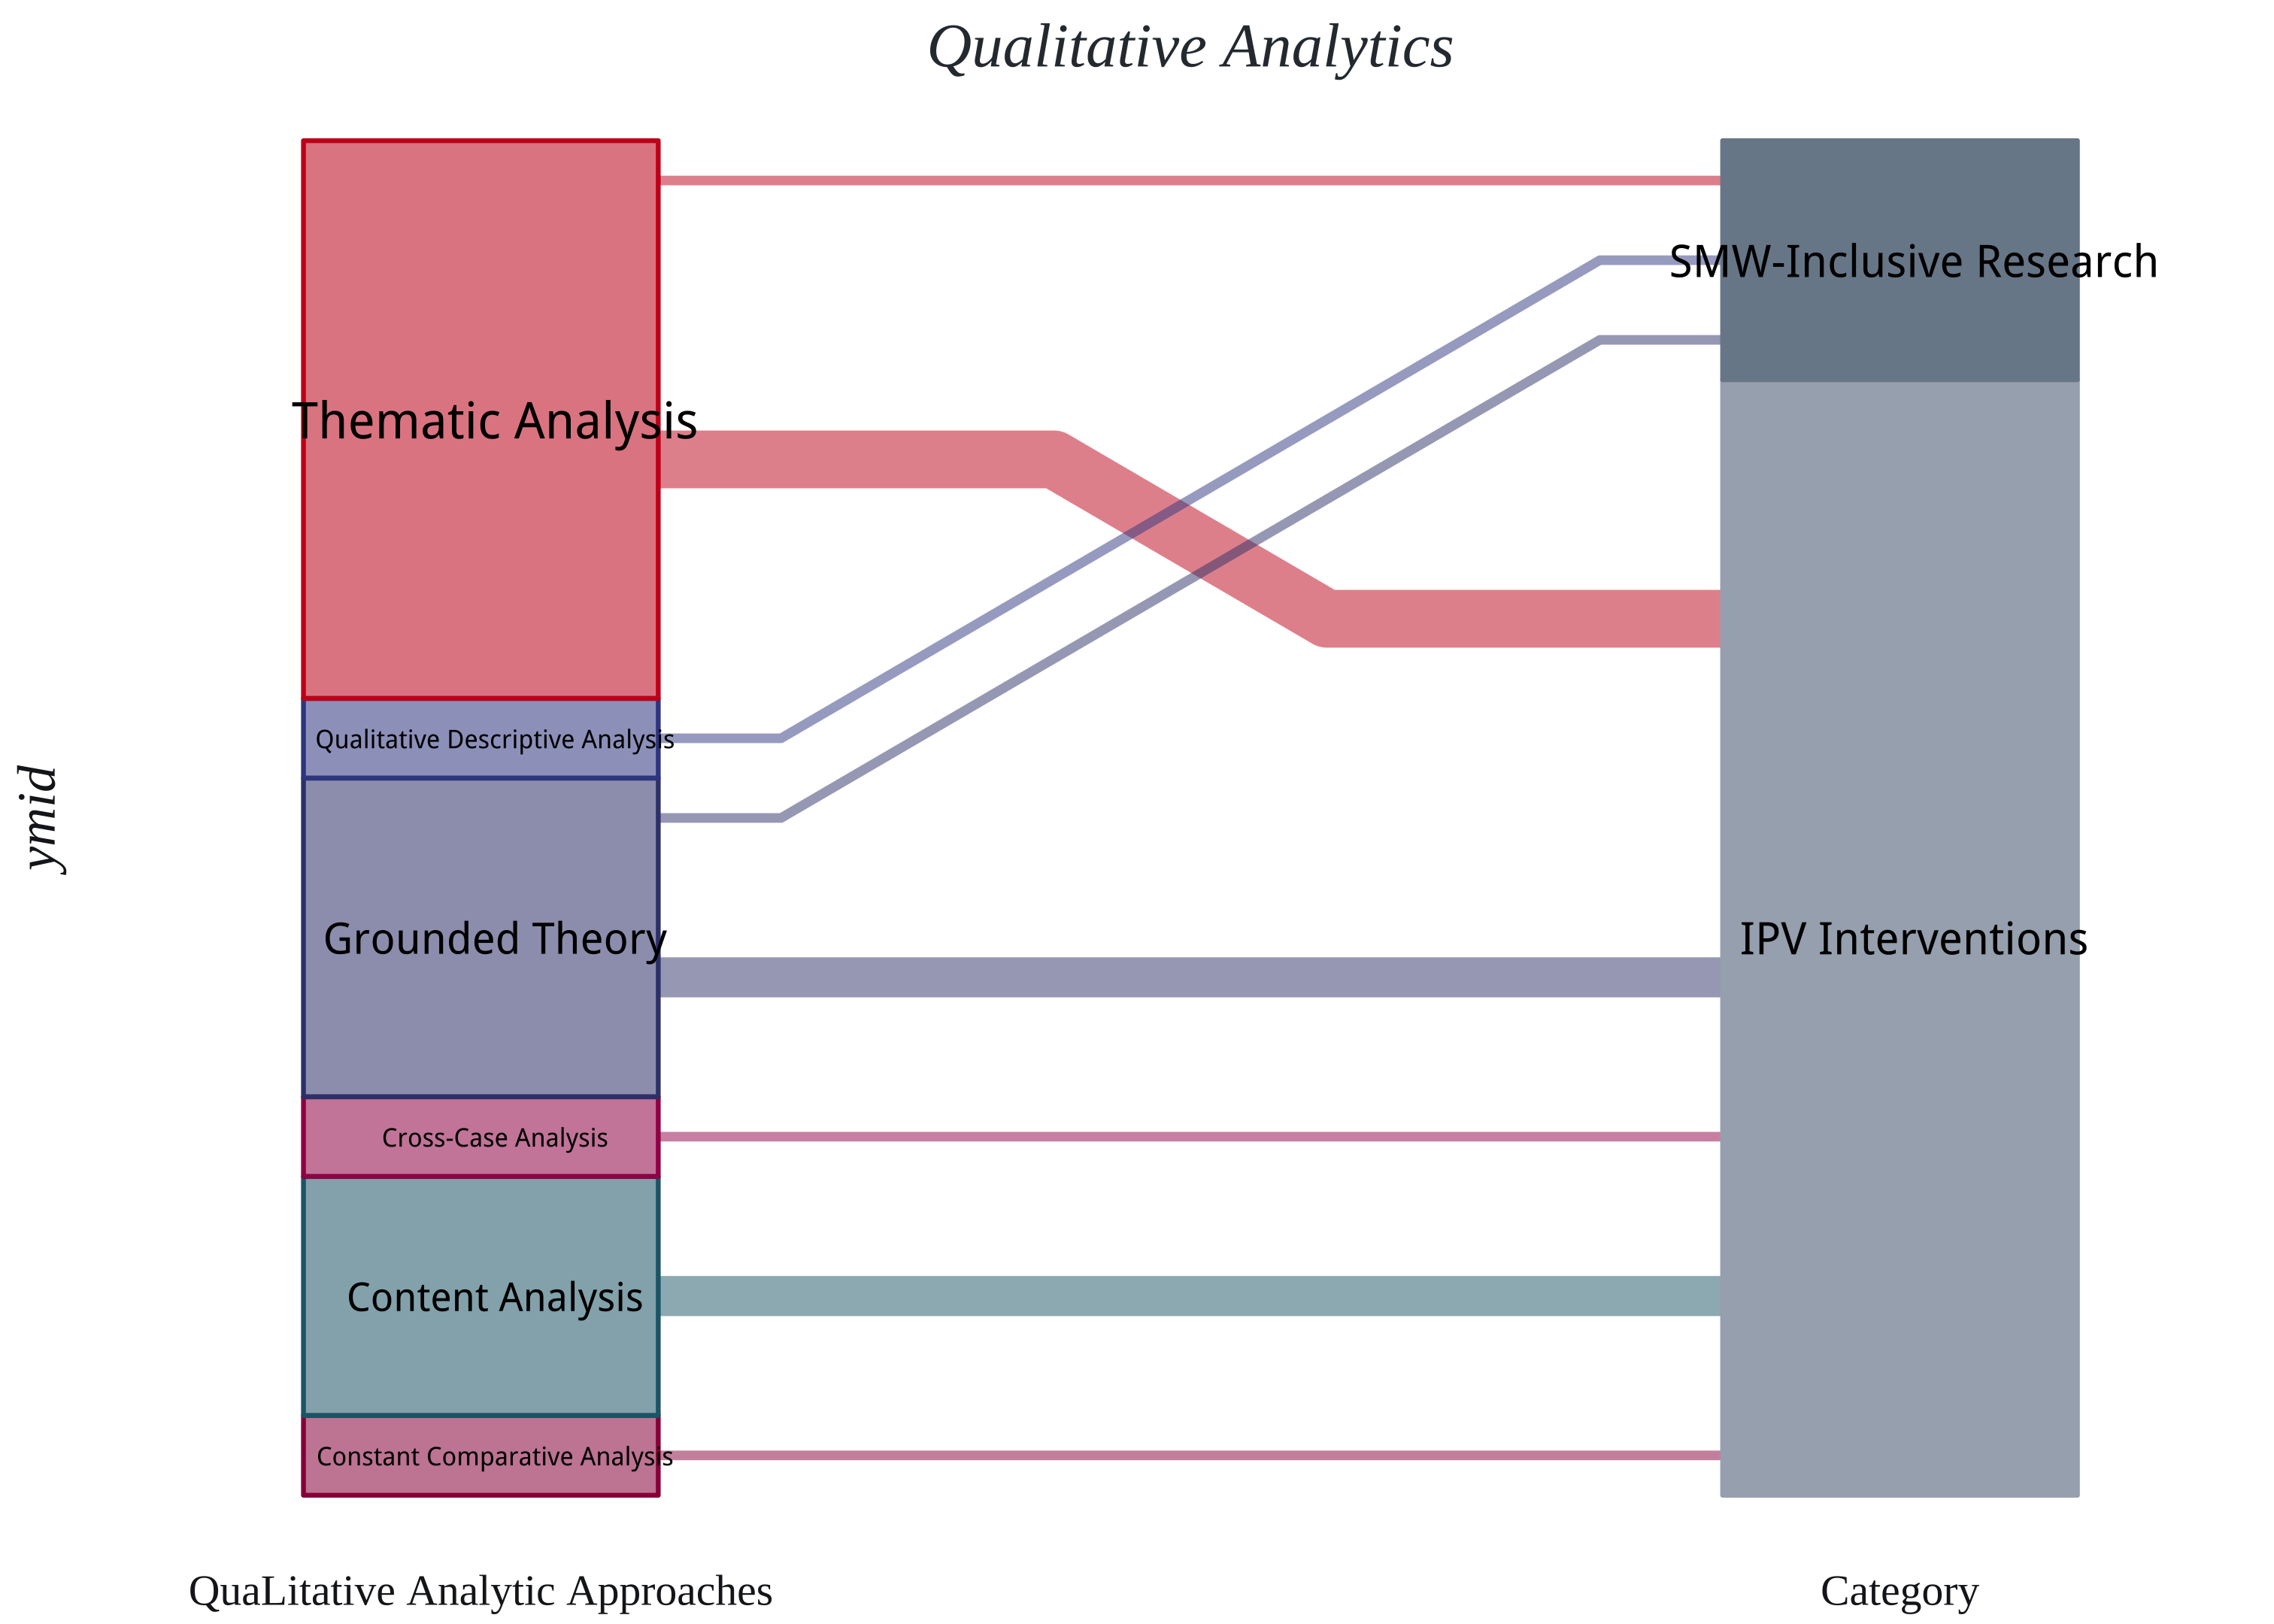 Qualitative Analytics
SMW-Inclusive Research
Thematic Analysis
Qualitative Descriptive Analysis
ymid
Grounded Theory
IPV Interventions
Cross-Case Analysis
Content Analysis
Constant Comparative Analysis
QuaLitative Analytic Approaches
Category